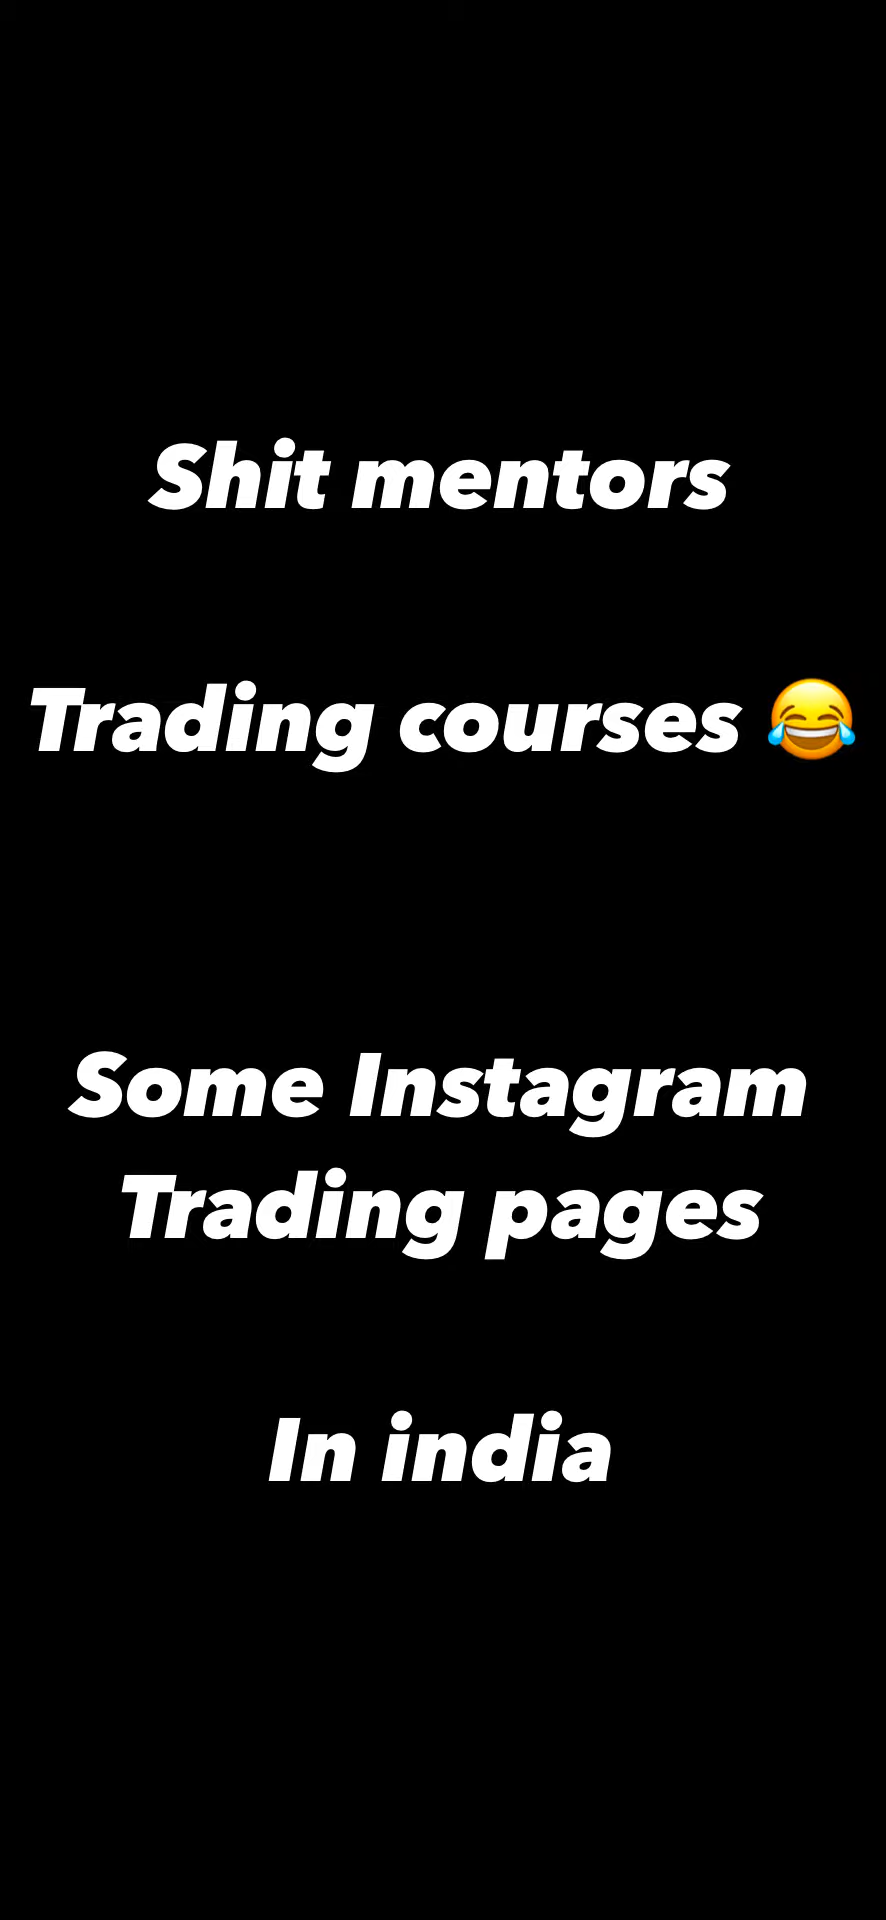 Shit mentors
Trading courses 😂
Some Instagram
Trading pages
In india